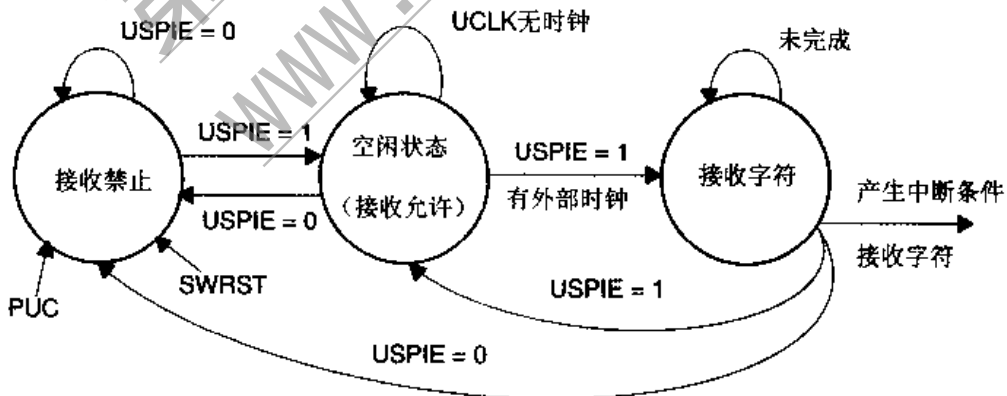 USPIE = 0
UCLK无时钟
未完成
WWW.
USPIE = 1
接收禁止
空闲状态
(接收允许)
USPIE = 0
USPIE = 1
有外部时钟
接收字符
产生中断条件
接收字符
PUC
SWRST
USPIE = 1
USPIE = 0